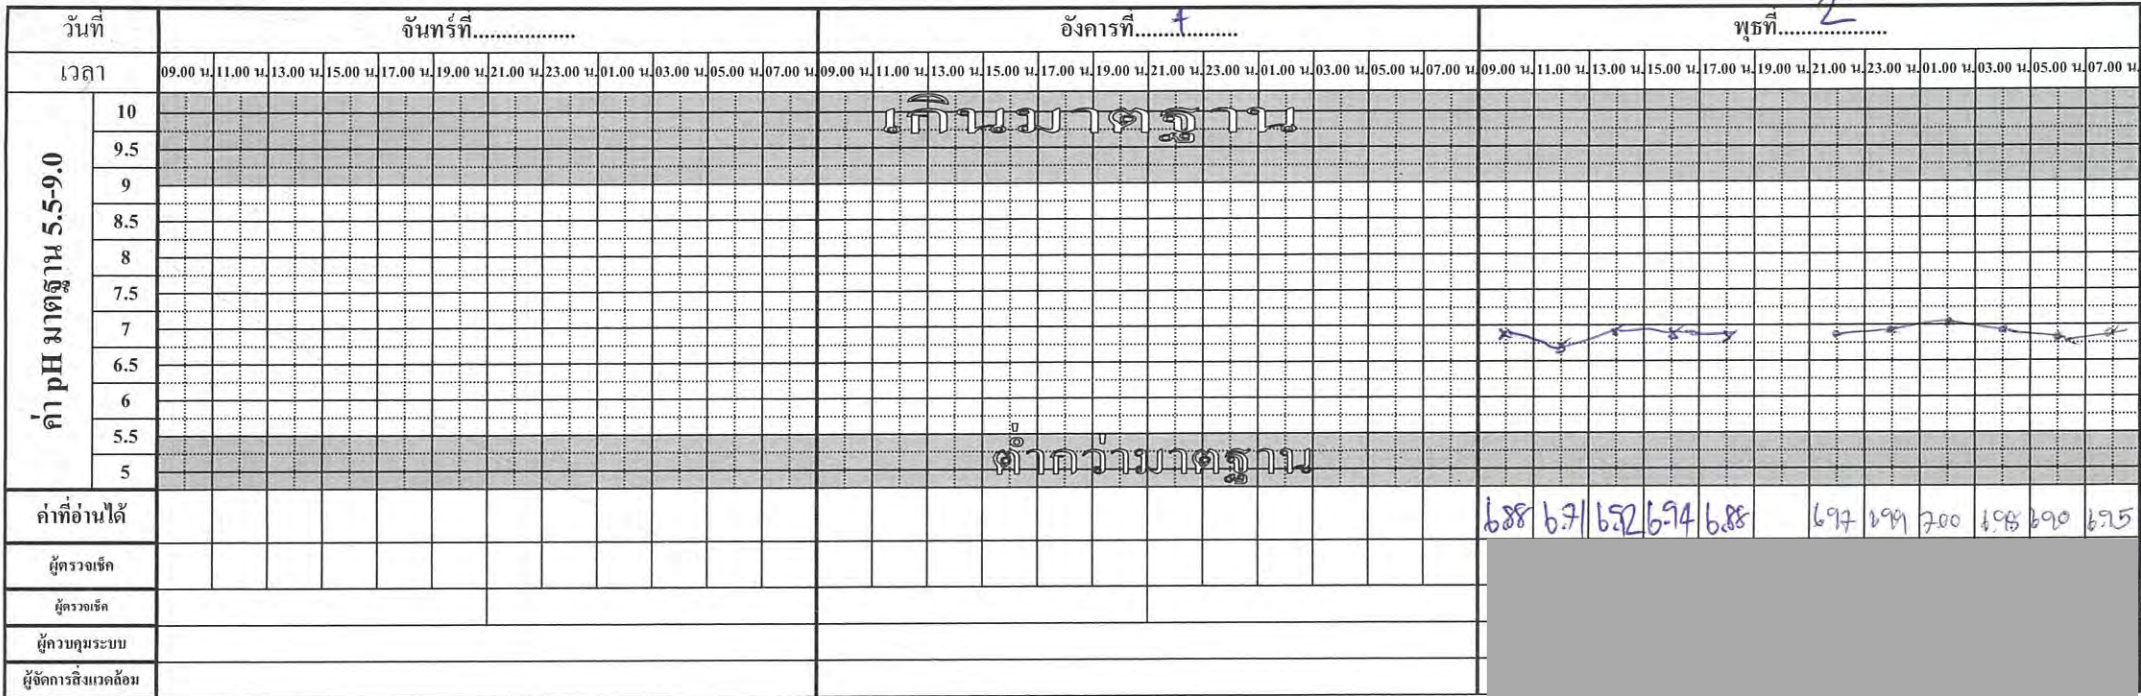 วันที่ จันทร์ที่................. อังคารที่.........1......... พุธที่.......2.............
เวลา 09.00 น. 11.00 น. 13.00 น. 15.00 น. 17.00 น. 19.00 น. 21.00 น. 23.00 น. 01.00 น. 03.00 น. 05.00 น. 07.00 น. 09.00 น. 11.00 น. 13.00 น. 15.00 น. 17.00 น. 19.00 น. 21.00 น. 23.00 น. 01.00 น. 03.00 น. 05.00 น. 07.00 น. 09.00 น. 11.00 น. 13.00 น. 15.00 น. 17.00 น. 19.00 น. 21.00 น. 23.00 น. 01.00 น. 03.00 น. 05.00 น. 07.00 น.
ค่า pH มาตฐาน 5.5-9.0
10
เกินมาตฐาน
9.5
9
8.5
8
7.5
7
6.5
6
5.5
ต่ำกว่ามาตฐาน
5
ค่าที่อ่านได้ 6.88 6.71 6.92 6.94 6.88 6.97 6.99 7.00 6.98 6.90 6.95
ผู้ตรวจเช็ค
ผู้ตรวจเช็ค
ผู้ควบคุมระบบ
ผู้จัดการสิ่งแวดล้อม